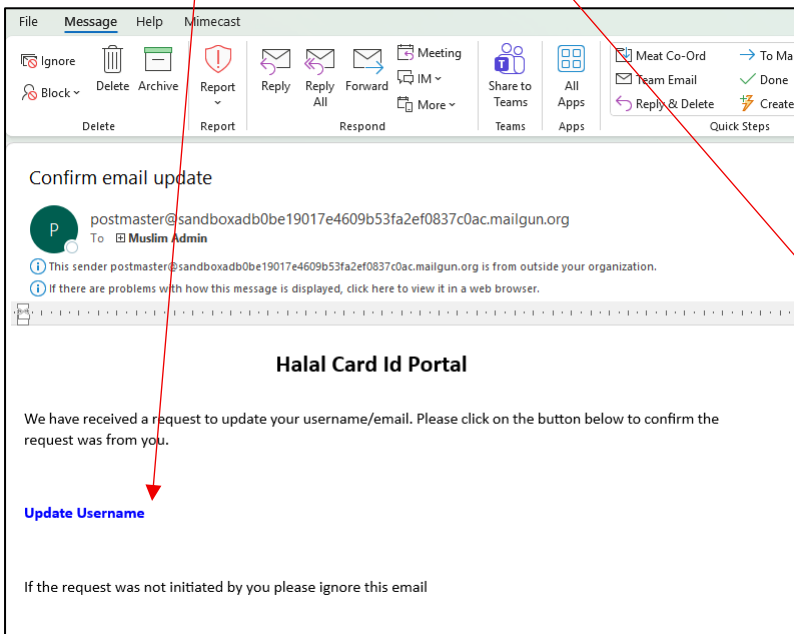 File Message Help Mimecast
Ignore
Block
Delete
Archive
Report
Reply
Reply All
Forward
Meeting
IM
More
Share to Teams
All Apps
Meat Co-Ord
Team Email
Reply & Delete
To Ma
Done
Create
Delete Report Respond Teams Apps Quick Steps
Confirm email update
P
postmaster@sandboxadb0be19017e4609b53fa2ef0837c0ac.mailgun.org
To Muslim Admin
This sender postmaster@sandboxadb0be19017e4609b53fa2ef0837c0ac.mailgun.org is from outside your organization.
If there are problems with how this message is displayed, click here to view it in a web browser.
Halal Card Id Portal
We have received a request to update your username/email. Please click on the button below to confirm the
request was from you.
Update Username
If the request was not initiated by you please ignore this email